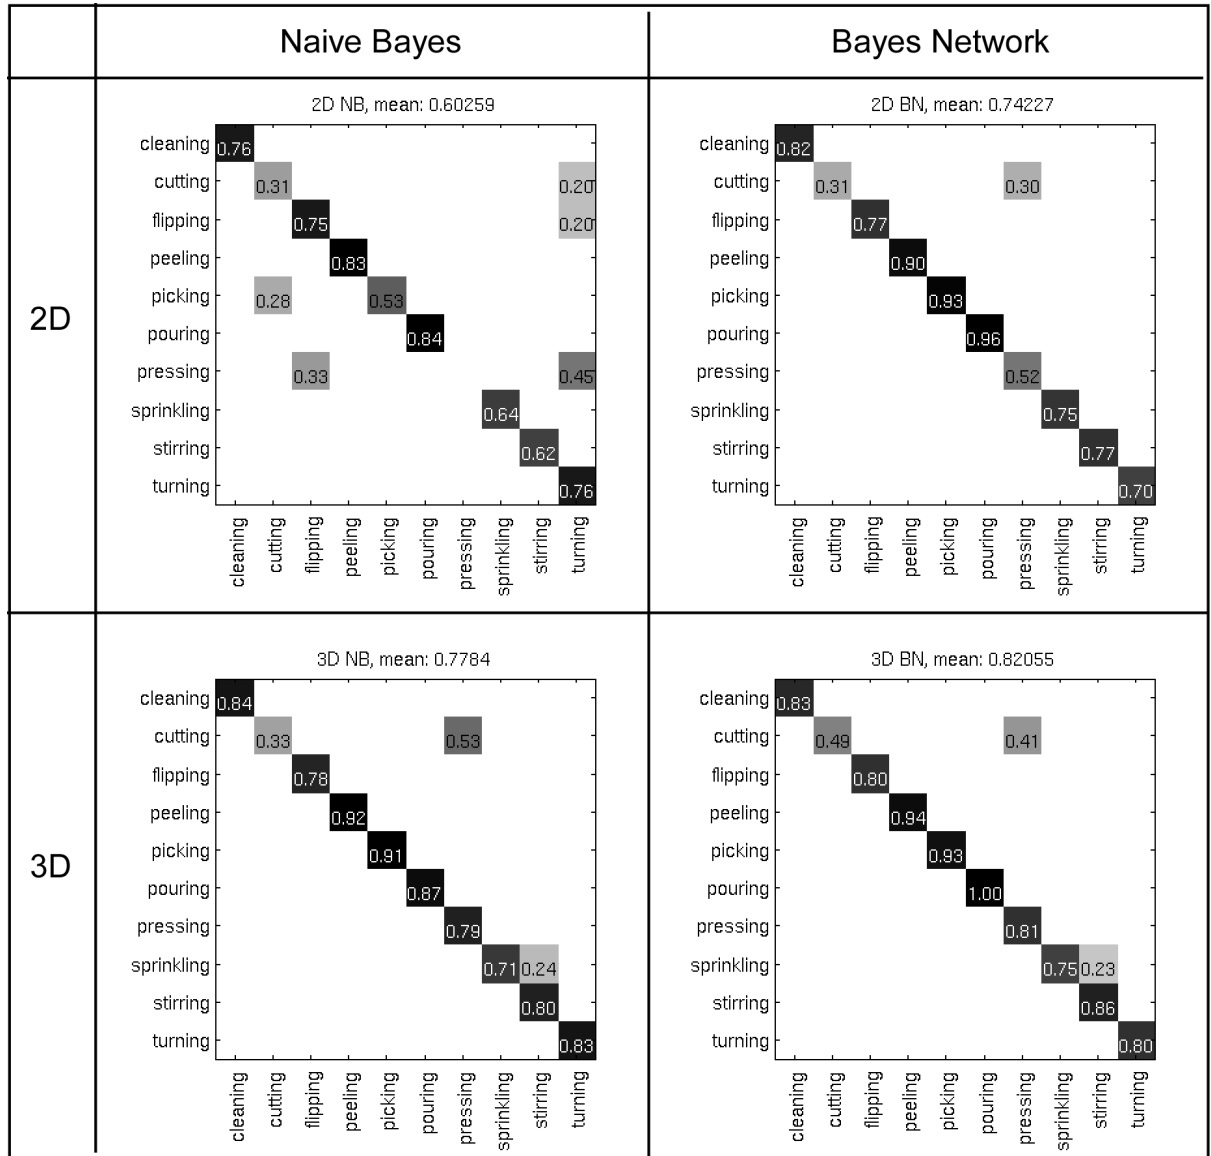 Naive Bayes
Bayes Network
2D
2D NB, mean: 0.60259
cleaning 0.76
cutting 0.31 0.20
flipping 0.75 0.20
peeling 0.83
picking 0.28 0.53
pouring 0.84
pressing 0.33 0.45
sprinkling 0.64
stirring 0.62
turning 0.76
cleaning cutting flipping peeling picking pouring pressing sprinkling stirring turning
2D BN, mean: 0.74227
cleaning 0.82
cutting 0.31 0.30
flipping 0.77
peeling 0.90
picking 0.93
pouring 0.96
pressing 0.52
sprinkling 0.75
stirring 0.77
turning 0.70
cleaning cutting flipping peeling picking pouring pressing sprinkling stirring turning
3D
3D NB, mean: 0.7784
cleaning 0.84
cutting 0.33 0.53
flipping 0.78
peeling 0.92
picking 0.91
pouring 0.87
pressing 0.79
sprinkling 0.71 0.24
stirring 0.80
turning 0.83
cleaning cutting flipping peeling picking pouring pressing sprinkling stirring turning
3D BN, mean: 0.82055
cleaning 0.83
cutting 0.49 0.41
flipping 0.80
peeling 0.94
picking 0.93
pouring 1.00
pressing 0.81
sprinkling 0.75 0.23
stirring 0.86
turning 0.80
cleaning cutting flipping peeling picking pouring pressing sprinkling stirring turning